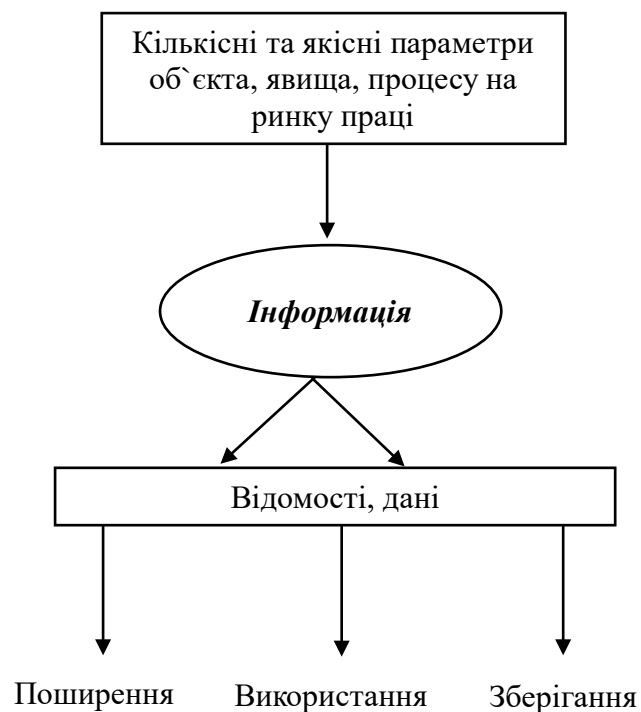 Кількісні та якісні параметри
об`єкта, явища, процесу на
ринку праці
Інформація
Відомості, дані
Поширення Використання Зберігання